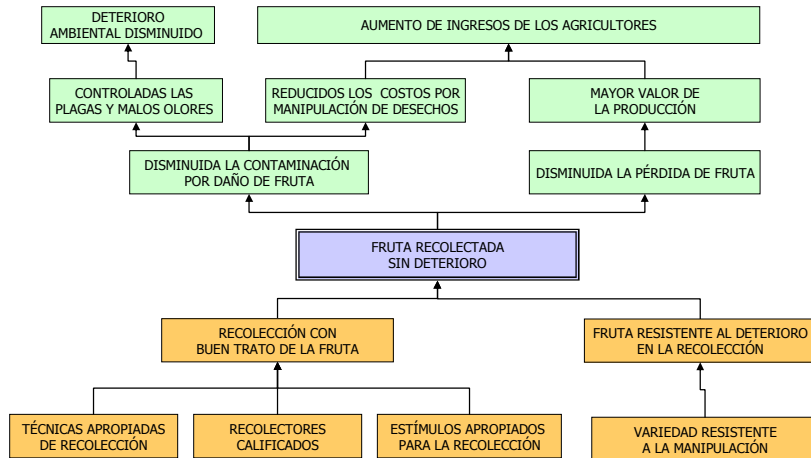 DETERIORO
AMBIENTAL DISMINUIDO
AUMENTO DE INGRESOS DE LOS AGRICULTORES
CONTROLADAS LAS
PLAGAS Y MALOS OLORES
REDUCIDOS LOS COSTOS POR
MANIPULACIÓN DE DESECHOS
MAYOR VALOR DE
LA PRODUCCIÓN
DISMINUIDA LA CONTAMINACIÓN
POR DAÑO DE FRUTA
DISMINUIDA LA PÉRDIDA DE FRUTA
FRUTA RECOLECTADA
SIN DETERIORO
RECOLECCIÓN CON
BUEN TRATO DE LA FRUTA
FRUTA RESISTENTE AL DETERIORO
EN LA RECOLECCIÓN
TÉCNICAS APROPIADAS
DE RECOLECCIÓN
RECOLECTORES
CALIFICADOS
ESTÍMULOS APROPIADOS
PARA LA RECOLECCIÓN
VARIEDAD RESISTENTE
A LA MANIPULACIÓN